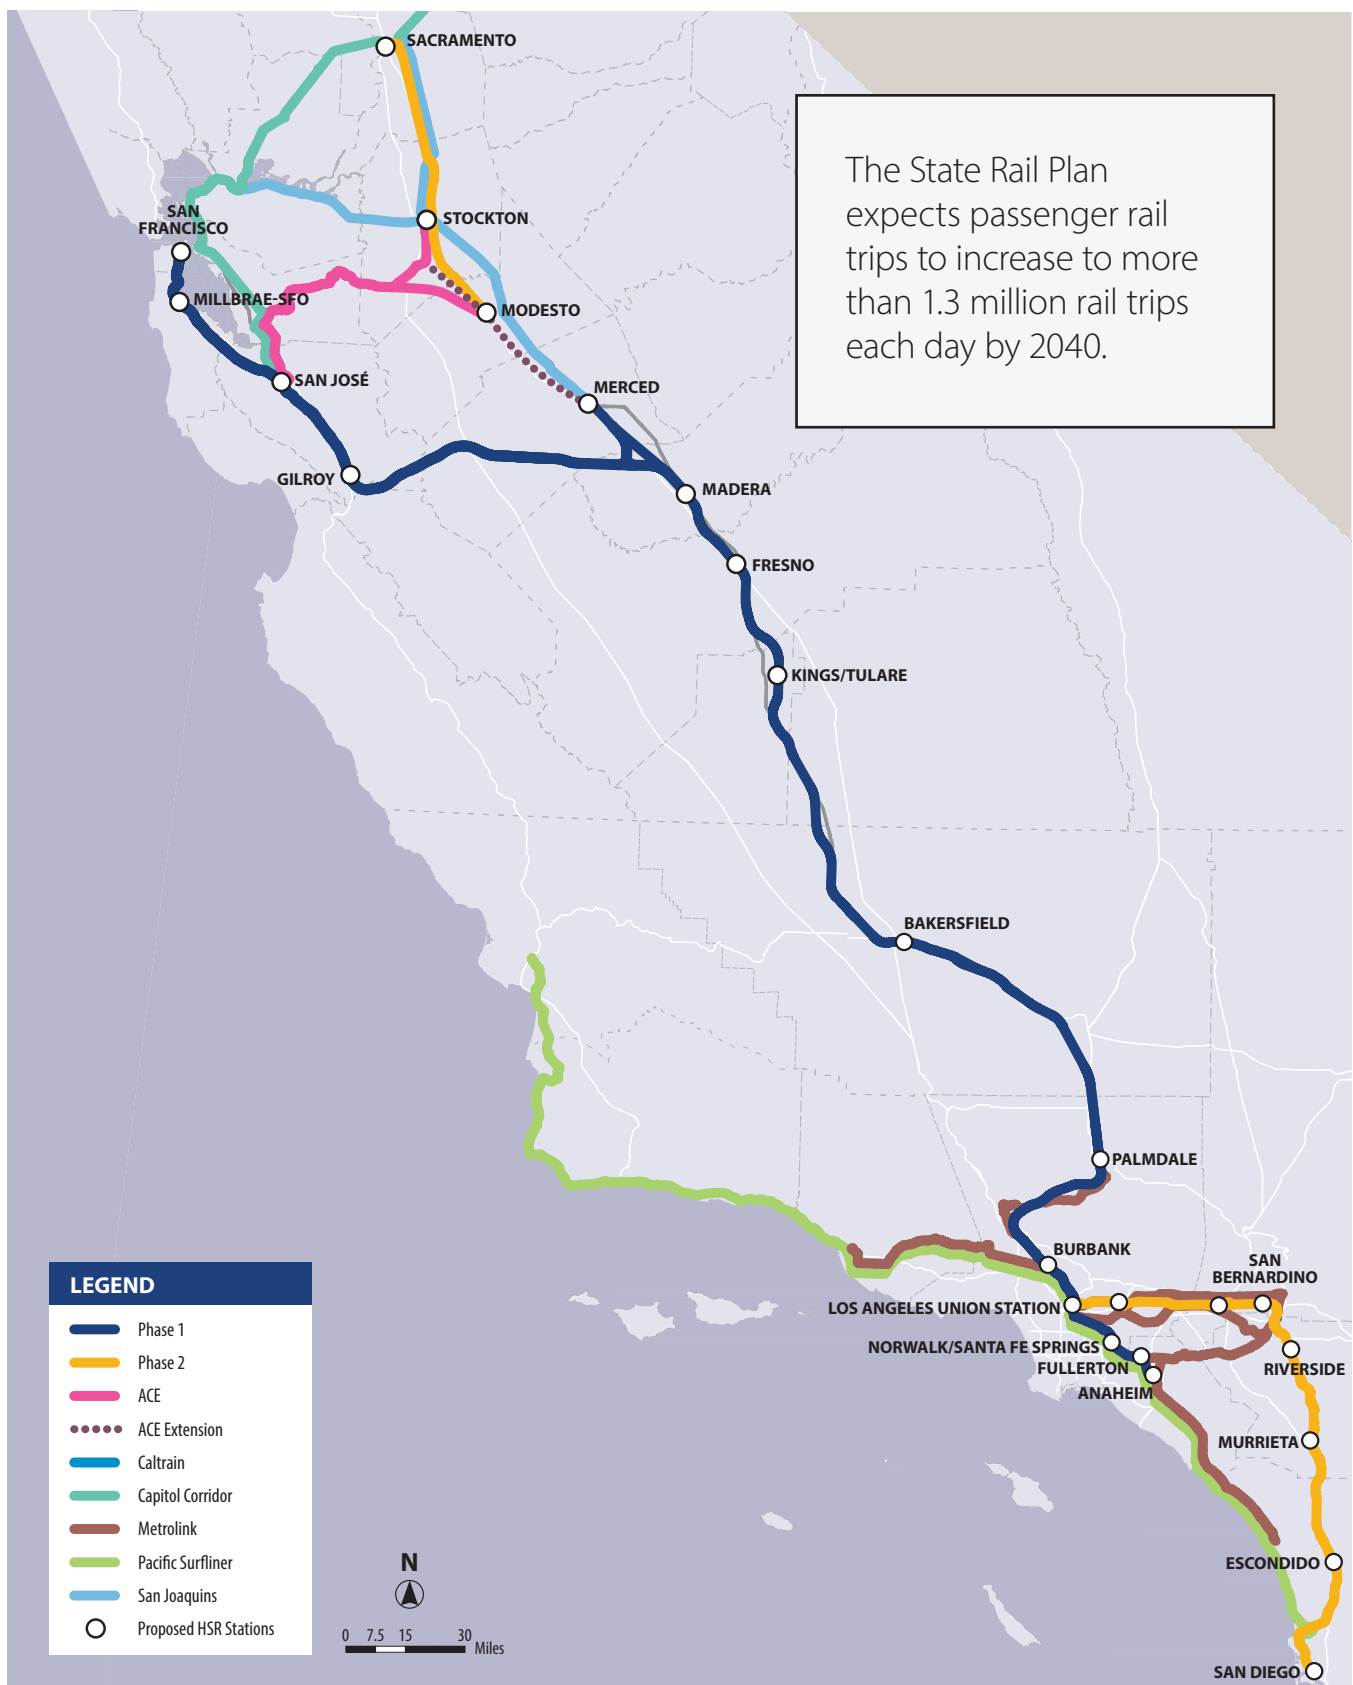 SACRAMENTO
The State Rail Plan
expects passenger rail
trips to increase to more
than 1.3 million rail trips
each day by 2040.
SAN
FRANCISCO
STOCKTON
MILLBRAE-SFO
MODESTO
SAN JOSÉ
MERCED
GILROY
MADERA
FRESNO
KINGS/TULARE
BAKERSFIELD
PALMDALE
BURBANK
SAN
BERNARDINO
LOS ANGELES UNION STATION
NORWALK/SANTA FE SPRINGS
FULLERTON
RIVERSIDE
ANAHEIM
MURRIETA
ESCONDIDO
SAN DIEGO
LEGEND
Phase 1
Phase 2
ACE
ACE Extension
Caltrain
Capitol Corridor
Metrolink
Pacific Surfliner
San Joaquins
Proposed HSR Stations
N
0 7.5 15 30
Miles